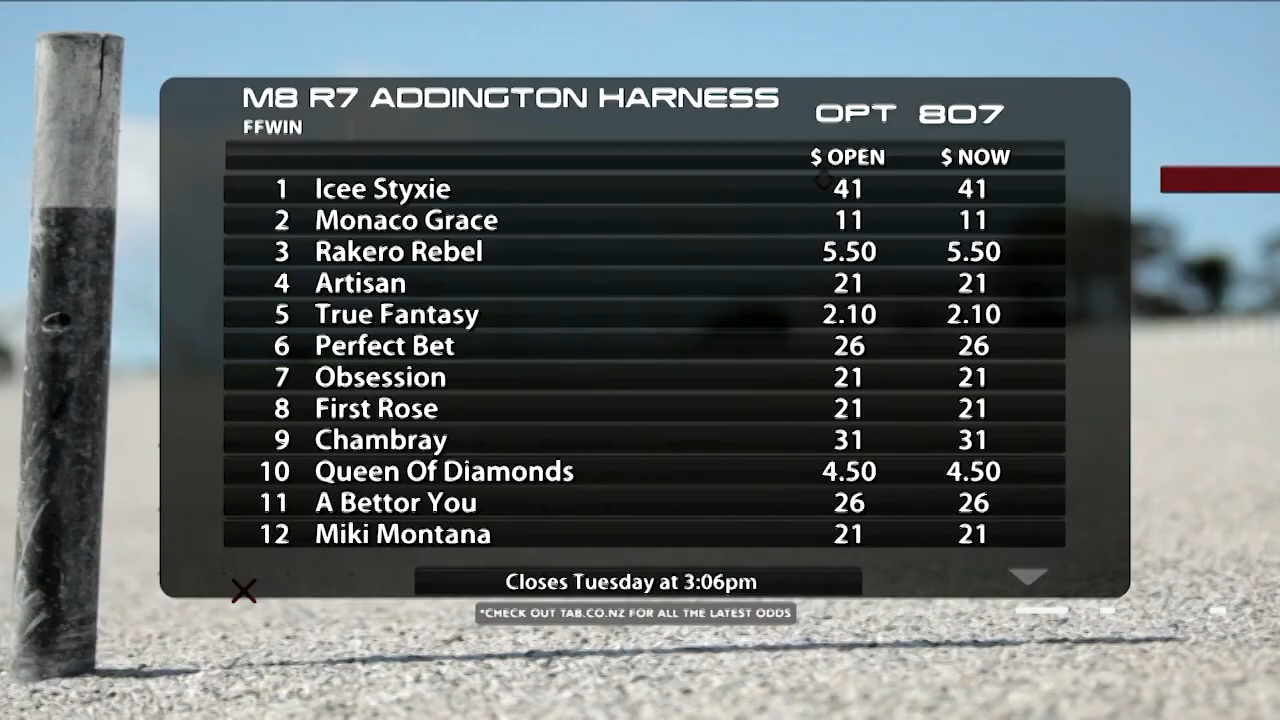 M8 R7 ADDINGTON HARNESS OPT 807
FFWIN
$ OPEN $ NOW
1 Icee Styxie 41 41
2 Monaco Grace 11 11
3 Rakero Rebel 5.50 5.50
4 Artisan 21 21
5 True Fantasy 2.10 2.10
6 Perfect Bet 26 26
7 Obsession 21 21
8 First Rose 21 21
9 Chambray 31 31
10 Queen Of Diamonds 4.50 4.50
11 A Bettor You 26 26
12 Miki Montana 21 21
Closes Tuesday at 3:06pm
*CHECK OUT TAB.CO.NZ FOR ALL THE LATEST ODDS